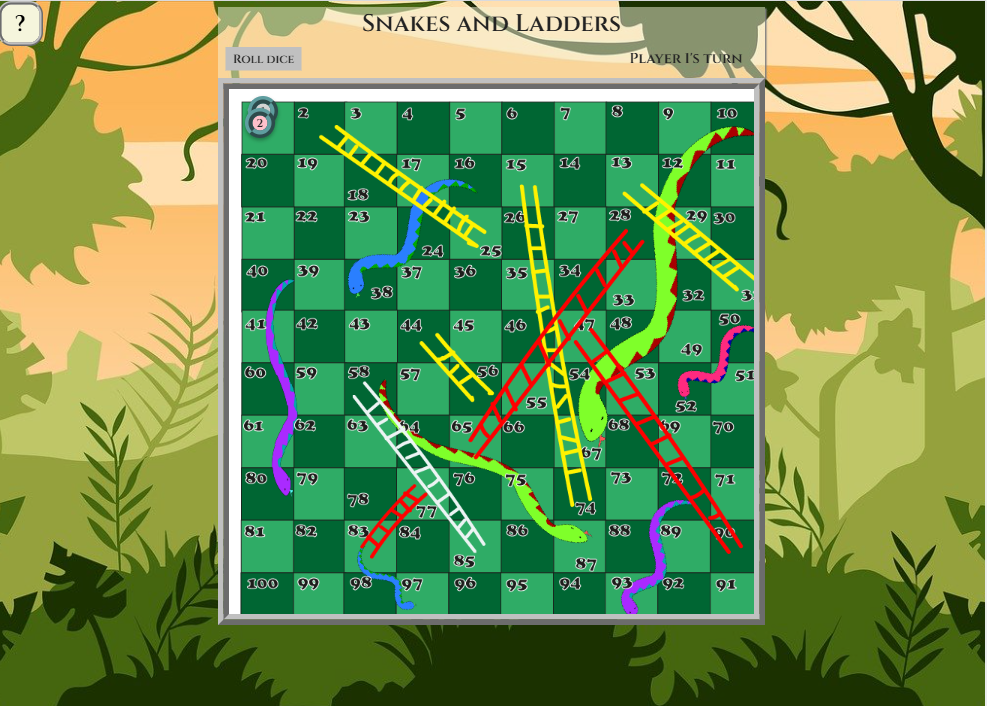 ?
Snakes and Ladders
Roll dice
Player 1's turn
2 3 4 5 6 7 8 9 10
2
20 19 17 16 15 14 13 12 11
18
21 22 23 26 27 28 29 30
24 25
40 39 37 36 35 34
38 33 32 3
41 42 43 44 45 46 47 48 50
49
60 59 58 57 56 54 53 51
55 52
61 62 63 64 65 66 68 69 70
67
80 79 76 75 73 72 71
78 77 74
81 82 83 84 86 88 89 90
85 87
100 99 98 97 96 95 94 93 92 91